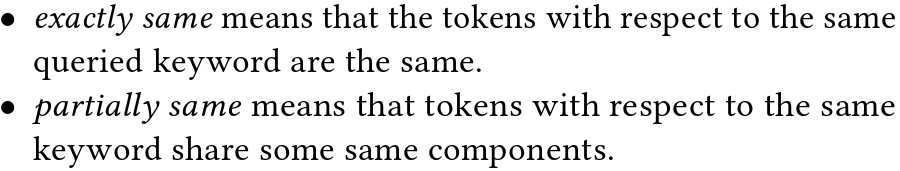 • exactly same means that the tokens with respect to the same
queried keyword are the same.
• partially same means that tokens with respect to the same
keyword share some same components.